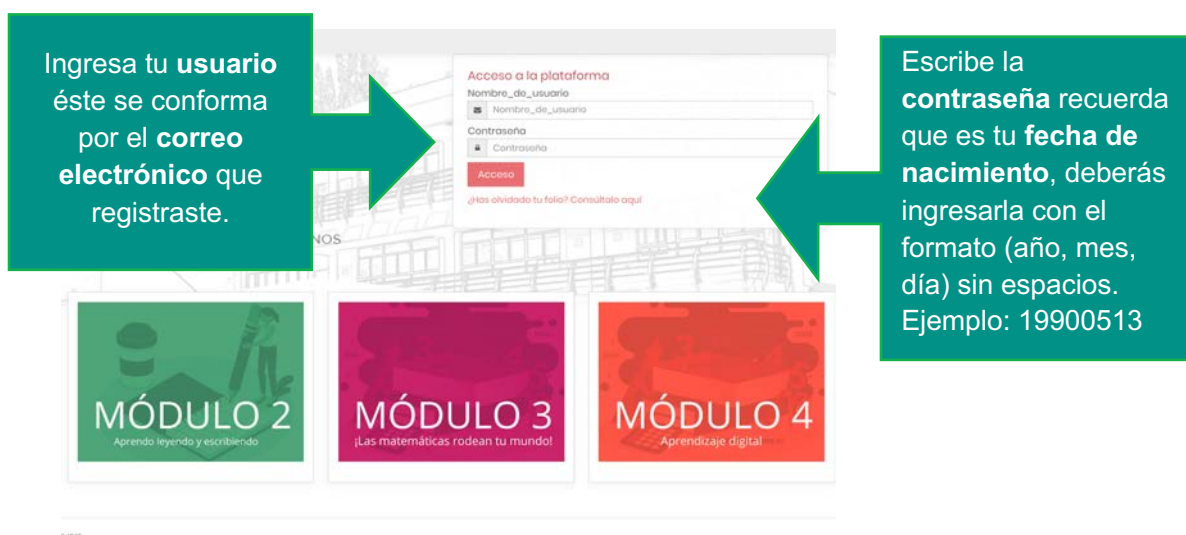 Ingresa tu usuario
éste se conforma
por el correo
electrónico que
registraste.
Acceso a la plataforma
Nombre_de_usuario
Nombre_de_usuario
Contraseña
Contraseña
Acceso
¿Has olvidado tu folio? Consúltalo aquí
Escribe la
contraseña recuerda
que es tu fecha de
nacimiento, deberás
ingresarla con el
formato (año, mes,
día) sin espacios.
Ejemplo: 19900513
NOS
MÓDULO 2
Aprendo leyendo y escribiendo
MÓDULO 3
¡Las matemáticas rodean tu mundo!
MÓDULO 4
Aprendizaje digital